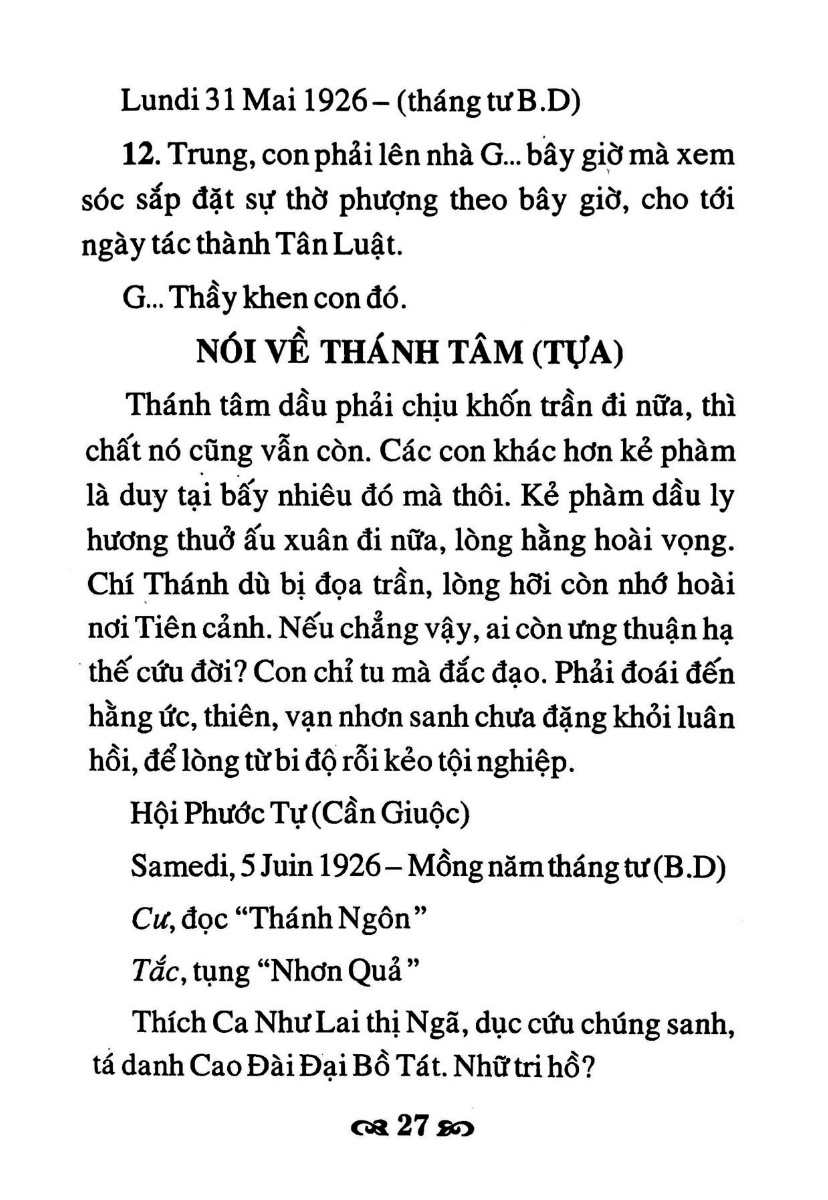 Lundi 31 Mai 1926 – (tháng tư B.D)
12. Trung, con phải lên nhà G... bây giờ mà xem
sóc sắp đặt sự thờ phượng theo bây giờ, cho tới
ngày tác thành Tân Luật.
G... Thầy khen con đó.
NÓI VỀ THÁNH TÂM (TỰA)
Thánh tâm dầu phải chịu khốn trần đi nữa, thì
chất nó cũng vẫn còn. Các con khác hơn kẻ phàm
là duy tại bấy nhiêu đó mà thôi. Kẻ phàm dầu ly
hương thuở ấu xuân đi nữa, lòng hằng hoài vọng.
Chí Thánh dù bị đọa trần, lòng hỡi còn nhớ hoài
nơi Tiên cảnh. Nếu chẳng vậy, ai còn ưng thuận hạ
thế cứu đời? Con chỉ tu mà đắc đạo. Phải đoái đến
hằng ức, thiên, vạn nhơn sanh chưa đặng khỏi luân
hồi, để lòng từ bi độ rỗi kẻo tội nghiệp.
Hội Phước Tự (Cần Giuộc)
Samedi, 5 Juin 1926 – Mồng năm tháng tư (B.D)
Cư, đọc “Thánh Ngôn”
Tắc, tụng “Nhơn Quả”
Thích Ca Như Lai thị Ngã, dục cứu chúng sanh,
tá danh Cao Đài Đại Bồ Tát. Nhữ tri hồ?
27